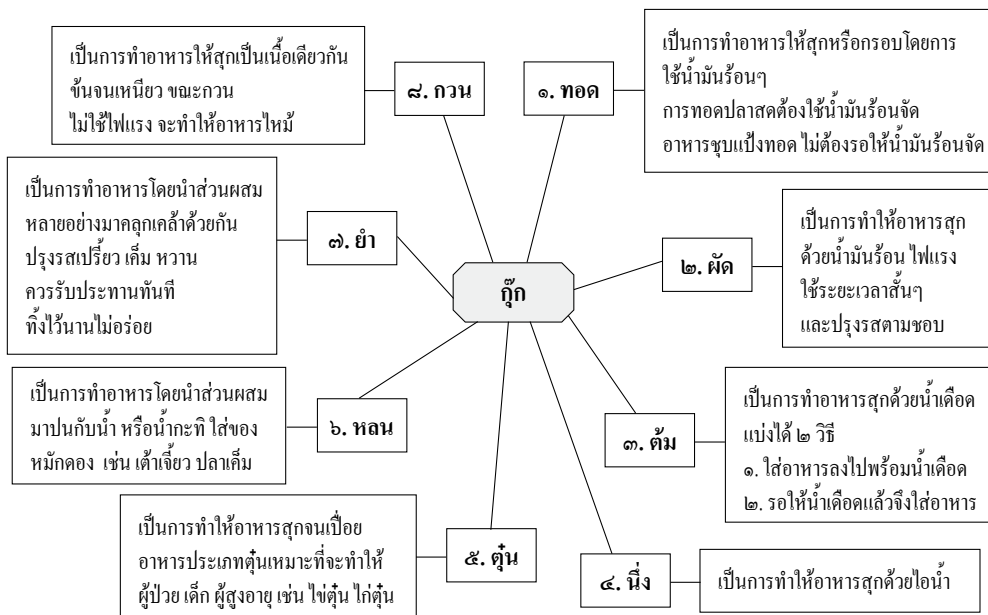 กุ๊ก
๑. ทอด
เป็นการทำอาหารให้สุกหรือกรอบโดยการ
ใช้น้ำมันร้อนๆ
การทอดปลาสดต้องใช้น้ำมันร้อนจัด
อาหารชุบแป้งทอด ไม่ต้องรอให้น้ำมันร้อนจัด
๒. ผัด
เป็นการทำให้อาหารสุก
ด้วยน้ำมันร้อน ไฟแรง
ใช้ระยะเวลาสั้นๆ
และปรุงรสตามชอบ
๓. ต้ม
เป็นการทำอาหารสุกด้วยน้ำเดือด
แบ่งได้ ๒ วิธี
๑. ใส่อาหารลงไปพร้อมน้ำเดือด
๒. รอให้น้ำเดือดแล้วจึงใส่อาหาร
๔. นึ่ง
เป็นการทำให้อาหารสุกด้วยไอน้ำ
๕. ตุ๋น
เป็นการทำให้อาหารสุกจนเปื่อย
อาหารประเภทตุ๋นเหมาะที่จะทำให้
ผู้ป่วย เด็ก ผู้สูงอายุ เช่น ไข่ตุ๋น ไก่ตุ๋น
๖. หลน
เป็นการทำอาหารโดยนำส่วนผสม
มาปนกับน้ำ หรือน้ำกะทิ ใส่ของ
หมักดอง เช่น เต้าเจี้ยว ปลาเค็ม
๗. ยำ
เป็นการทำอาหารโดยนำส่วนผสม
หลายอย่างมาคลุกเคล้าด้วยกัน
ปรุงรสเปรี้ยว เค็ม หวาน
ควรรับประทานทันที
ทิ้งไว้นานไม่อร่อย
๘. กวน
เป็นการทำอาหารให้สุกเป็นเนื้อเดียวกัน
ข้นจนเหนียว ขณะกวน
ไม่ใช้ไฟแรง จะทำให้อาหารไหม้